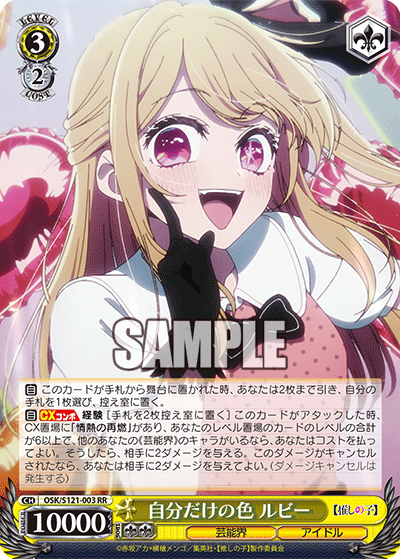 LEVEL
3
2
COST
SAMPLE
自 このカードが手札から舞台に置かれた時、あなたは2枚まで引き、自分の
手札を1枚選び、控え室に置く。
自 CXコンボ 経験 [手札を2枚控え室に置く] このカードがアタックした時、
CX置場に「情熱の再燃」があり、あなたのレベル置場のカードのレベルの合計
が6以上で、他のあなたの《芸能界》のキャラがいるなら、あなたはコストを払っ
てよい。そうしたら、相手に2ダメージを与える。このダメージがキャンセル
されたなら、あなたは相手に2ダメージを与える。(ダメージキャンセルは
発生する)
OSK/S121-003 RR
10000
自分だけの色 ルビー
【推しの子】
芸能界
アイドル
©赤坂アカ×横槍メンゴ/集英社・【推しの子】製作委員会